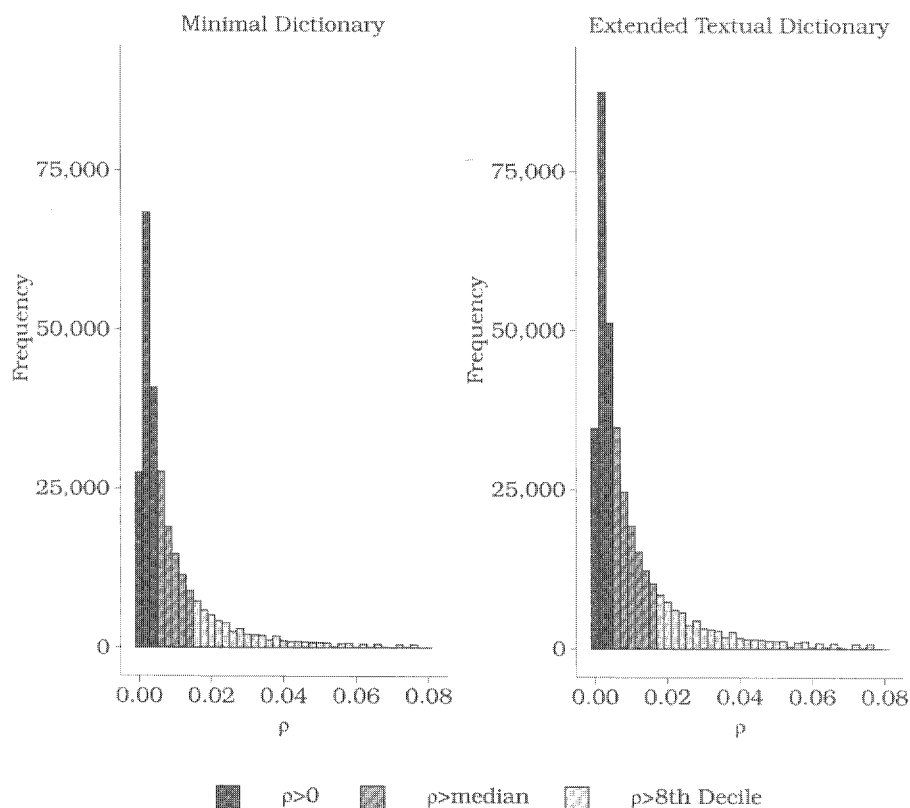 Minimal Dictionary
Extended Textual Dictionary
Frequency
75,000
50,000
25,000
0
0.00 0.02 0.04 0.06 0.08
ρ
Frequency
75,000
50,000
25,000
0
0.00 0.02 0.04 0.06 0.08
ρ
ρ>0 ρ>median ρ>8th Decile